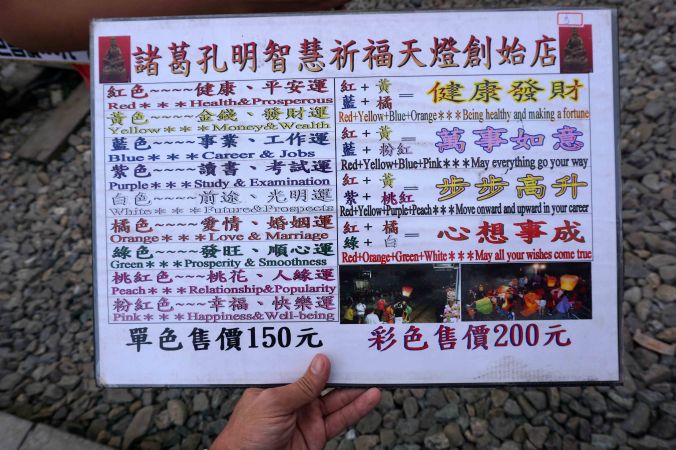 諸葛孔明智慧祈福天燈創始店
紅色~~~~健康、平安運
Red＊＊＊Health&Prosperous
黃色~~~~金錢、發財運
Yellow＊＊＊Money&Wealth
藍色~~~~事業、工作運
Blue＊＊＊Career & Jobs
紫色~~~~讀書、考試運
Purple＊＊＊Study & Examination
白色~~~~前途、光明運
White＊＊＊Future&Prospects
橘色~~~~愛情、婚姻運
Orange＊＊＊Love & Marriage
綠色~~~~發旺、順心運
Green＊＊＊Prosperity & Smoothness
桃紅色~~~桃花、人緣運
Peach＊＊＊Relationship&Popularity
粉紅色~~~幸福、快樂運
Pink＊＊＊Happiness&Well-being
單色售價150元
紅+黃
藍+橘
=健康發財
Red+Yellow+Blue+Orange＊＊＊Being healthy and making a fortune
紅+黃
藍+粉紅
=萬事如意
Red+Yellow+Blue+Pink＊＊＊May everything go your way
紅+黃
紫+桃紅
=步步高升
Red+Yellow+Purple+Peach＊＊＊Move onward and upward in your career
紅+橘
綠+白
=心想事成
Red+Orange+Green+White＊＊＊May all your wishes come true
彩色售價200元